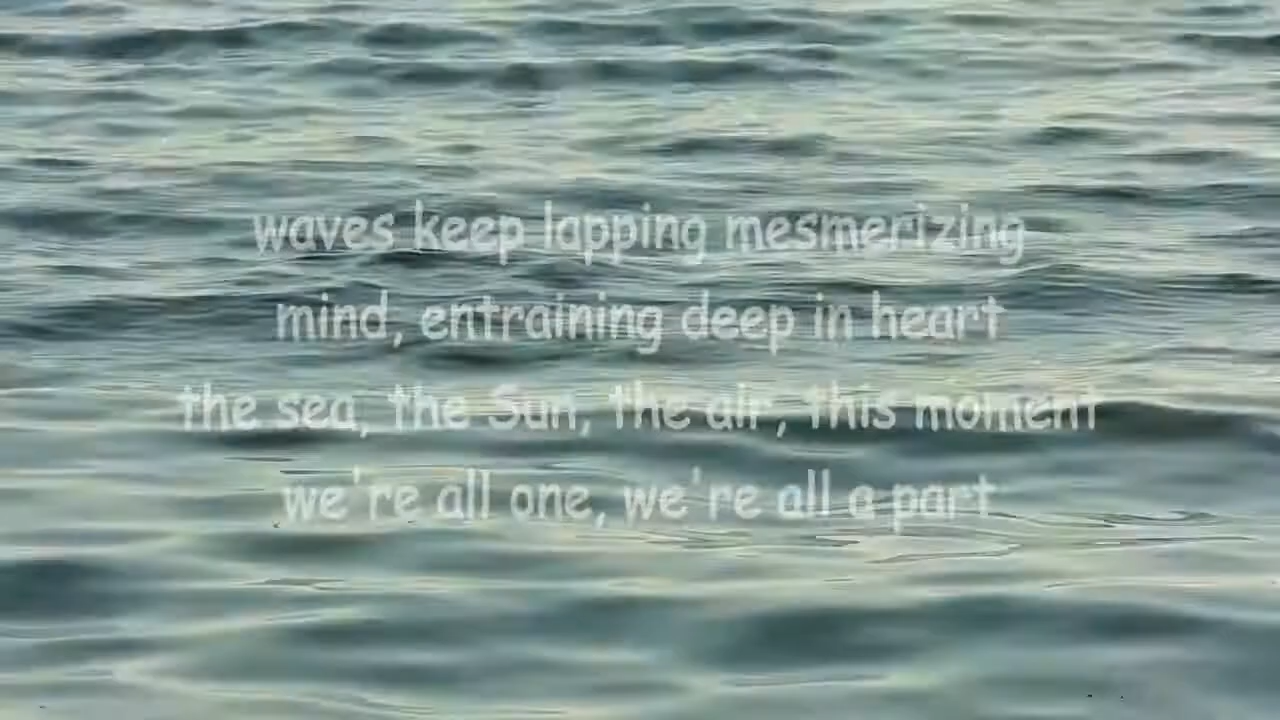 waves keep lapping mesmerizing
mind, entraining deep in heart
the sea, the Sun, the air, this moment
we're all one, we're all a part